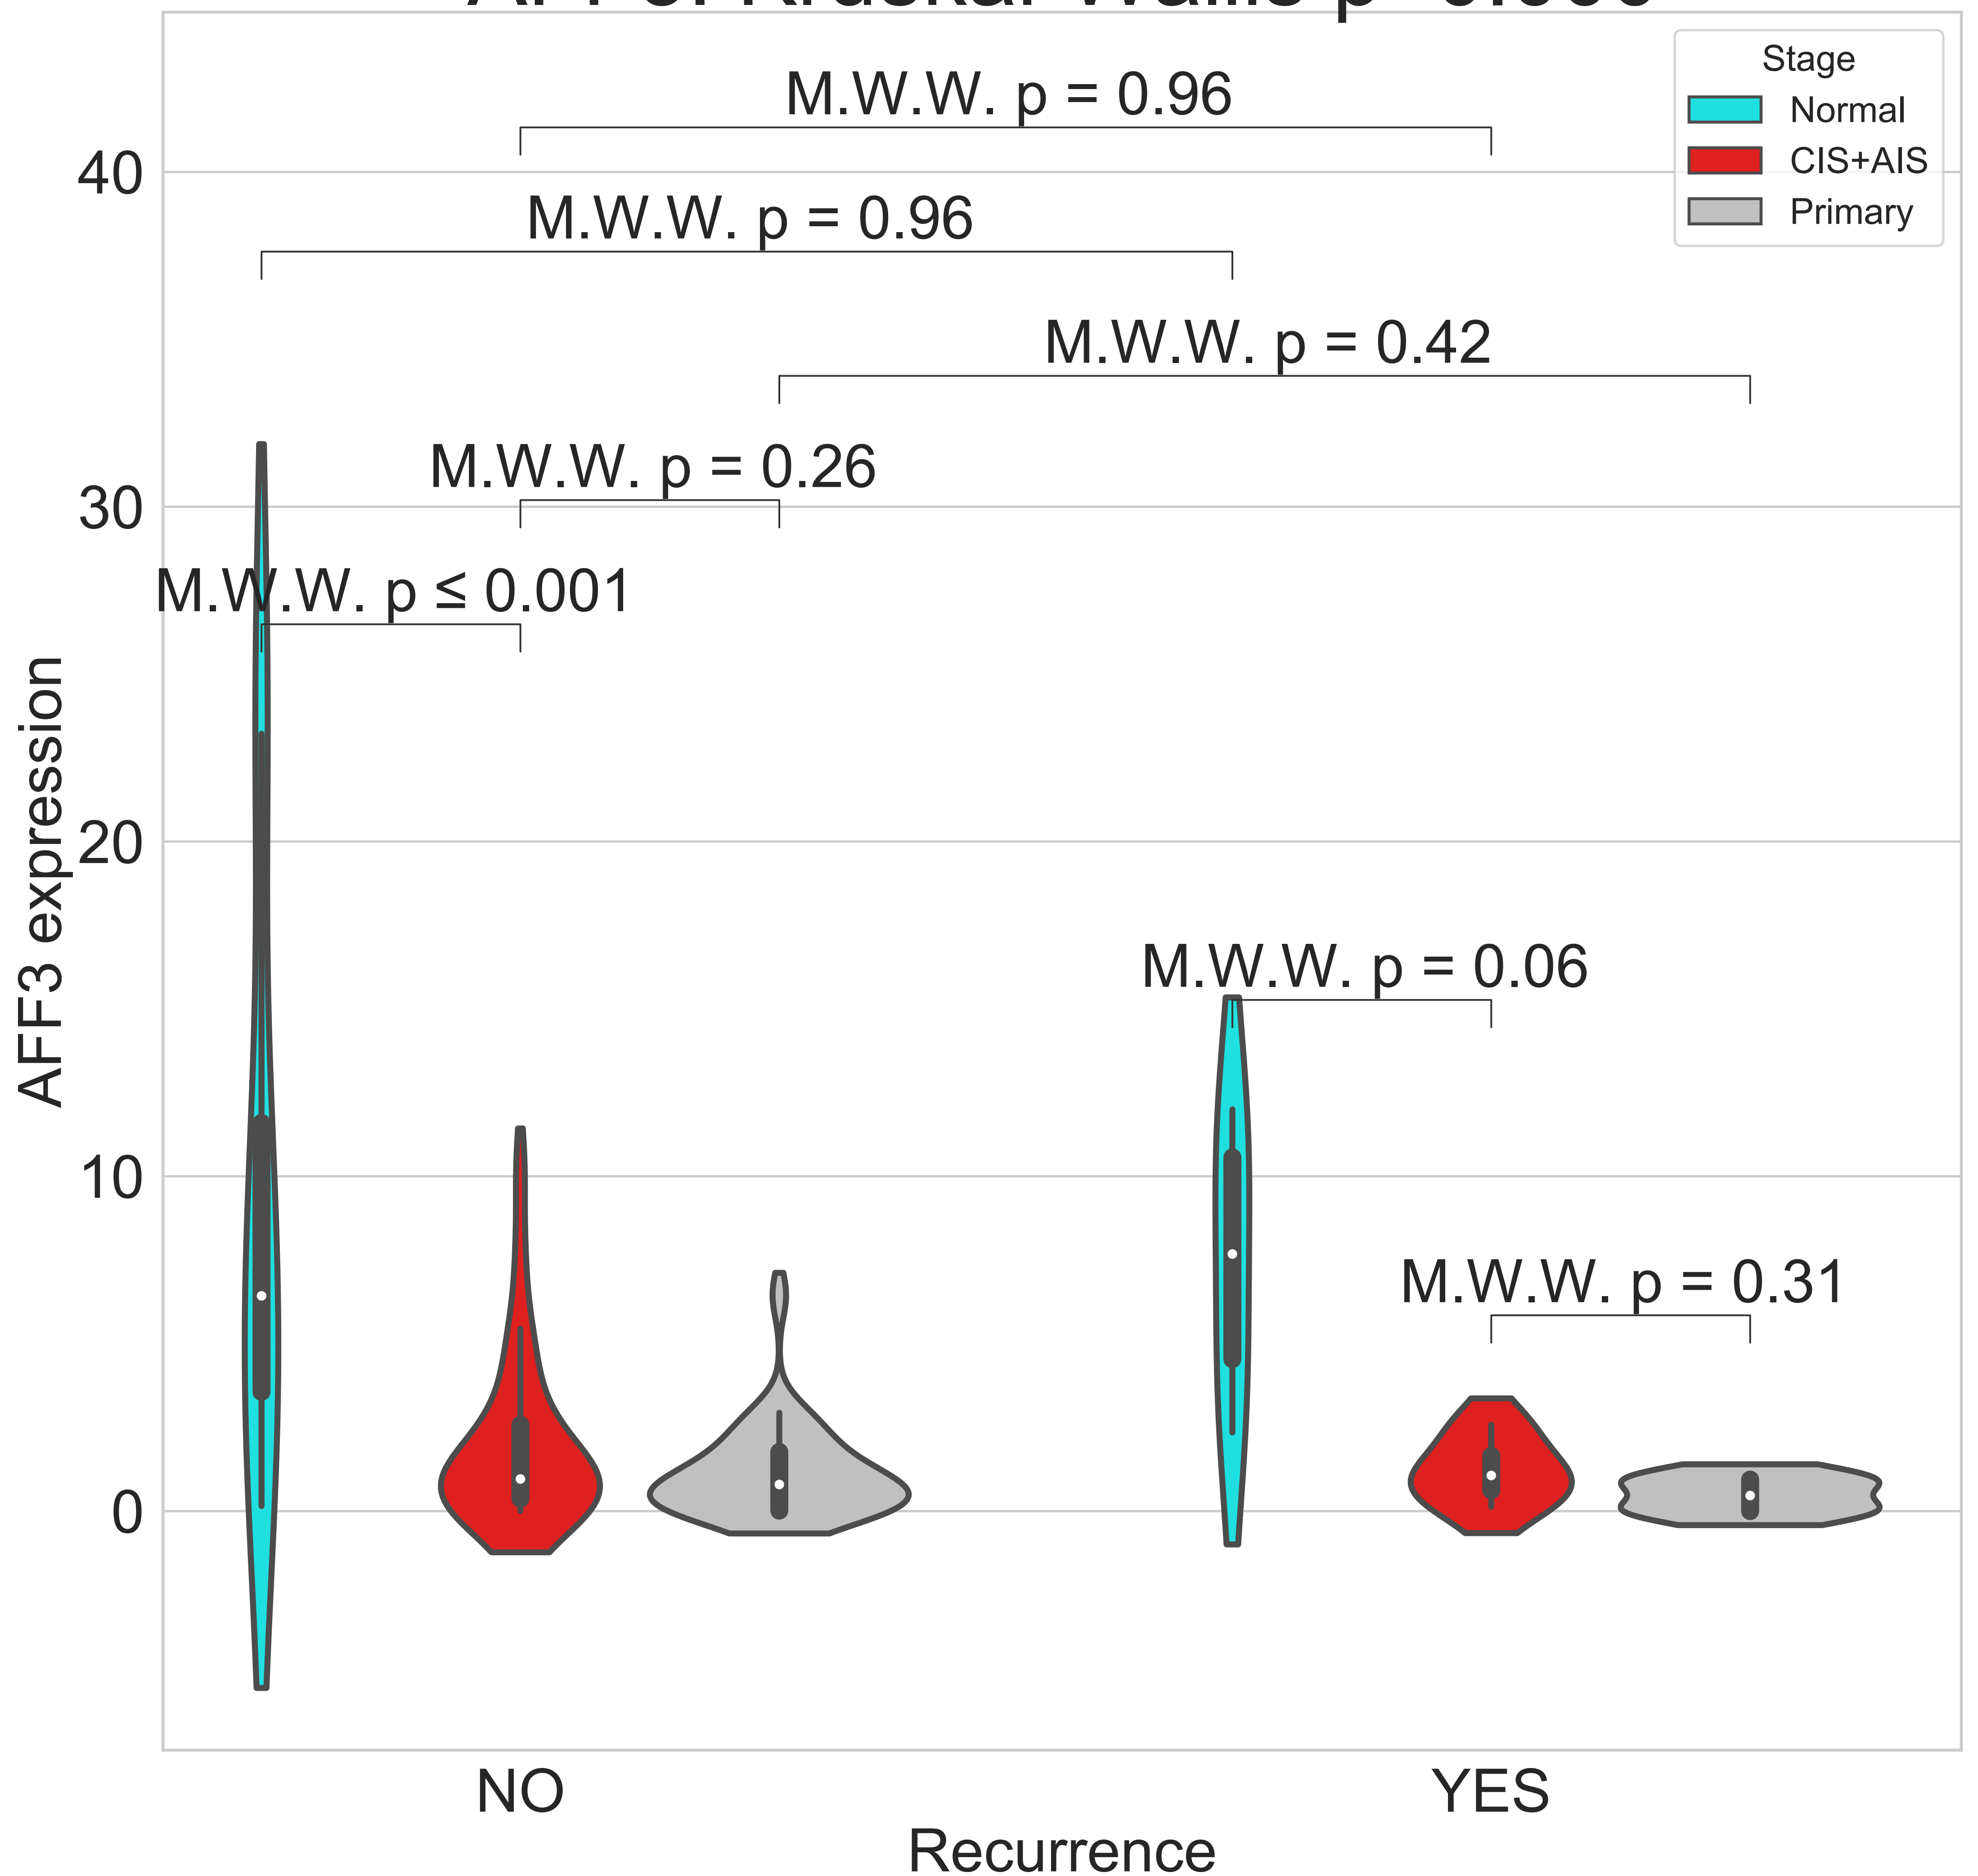 Stage
Normal
CIS+AIS
Primary
M.W.W. p = 0.96
M.W.W. p = 0.96
M.W.W. p = 0.42
M.W.W. p = 0.26
M.W.W. p ≤ 0.001
M.W.W. p = 0.06
M.W.W. p = 0.31
40
30
20
10
0
AFF3 expression
NO
YES
Recurrence